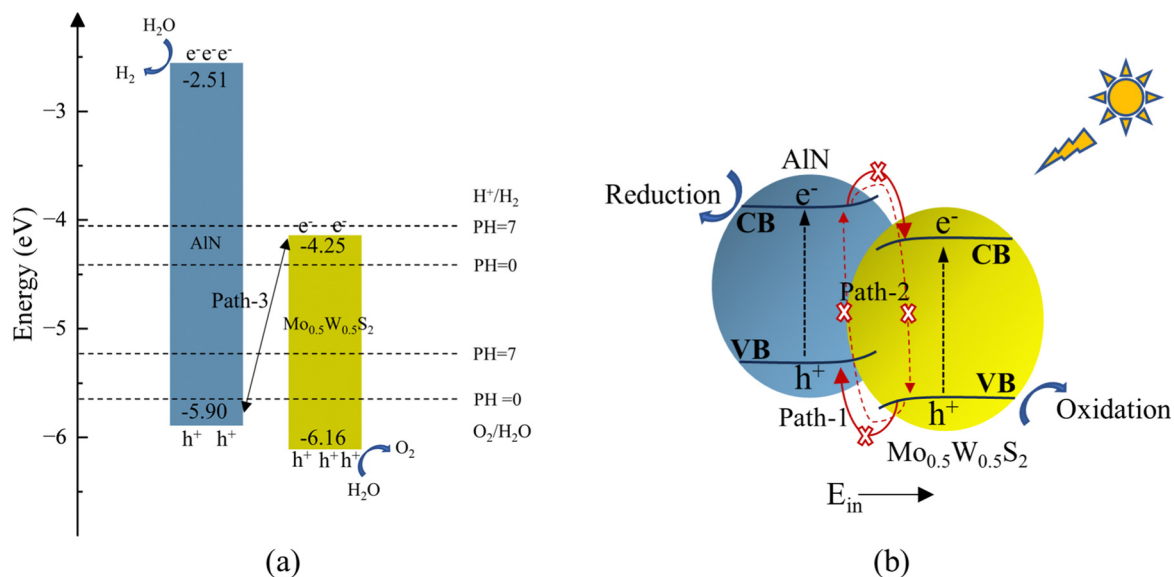 H₂O
H₂
e⁻e⁻e⁻
-2.51
−3
H⁺/H₂
−4
PH=7
e⁻ e⁻
-4.25
AlN
PH=0
Energy (eV)
Path-3
Mo₀.₅W₀.₅S₂
−5
PH=7
PH=0
-5.90
−6
h⁺ h⁺
-6.16
O₂/H₂O
h⁺ h⁺h⁺
O₂
H₂O
(a)
AlN
Reduction
e⁻
CB
e⁻
CB
Path-2
VB
h⁺
VB
Path-1
h⁺
Oxidation
Mo₀.₅W₀.₅S₂
E_in
(b)